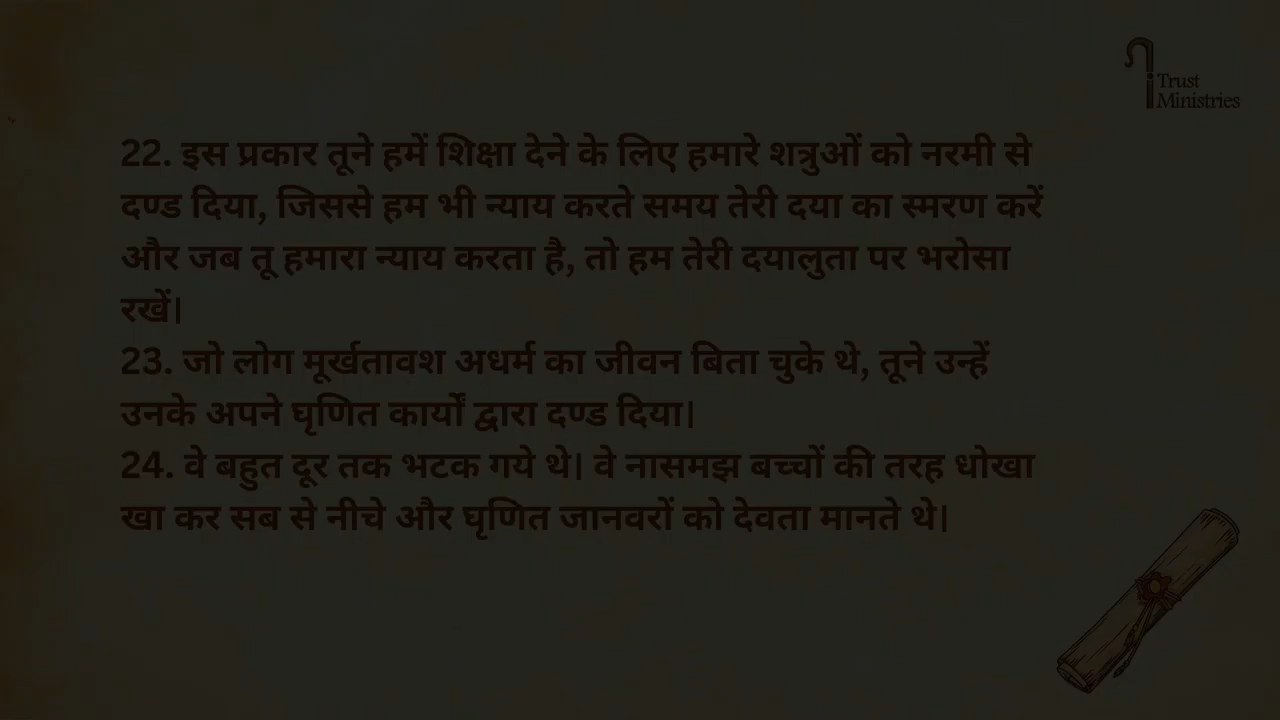 Trust
Ministries
22. इस प्रकार तूने हमें शिक्षा देने के लिए हमारे शत्रुओं को नरमी से
दण्ड दिया, जिससे हम भी न्याय करते समय तेरी दया का स्मरण करें
और जब तू हमारा न्याय करता है, तो हम तेरी दयालुता पर भरोसा
रखें।
23. जो लोग मूर्खतावश अधर्म का जीवन बिता चुके थे, तूने उन्हें
उनके अपने घृणित कार्यों द्वारा दण्ड दिया।
24. वे बहुत दूर तक भटक गये थे। वे नासमझ बच्चों की तरह धोखा
खा कर सब से नीचे और घृणित जानवरों को देवता मानते थे।